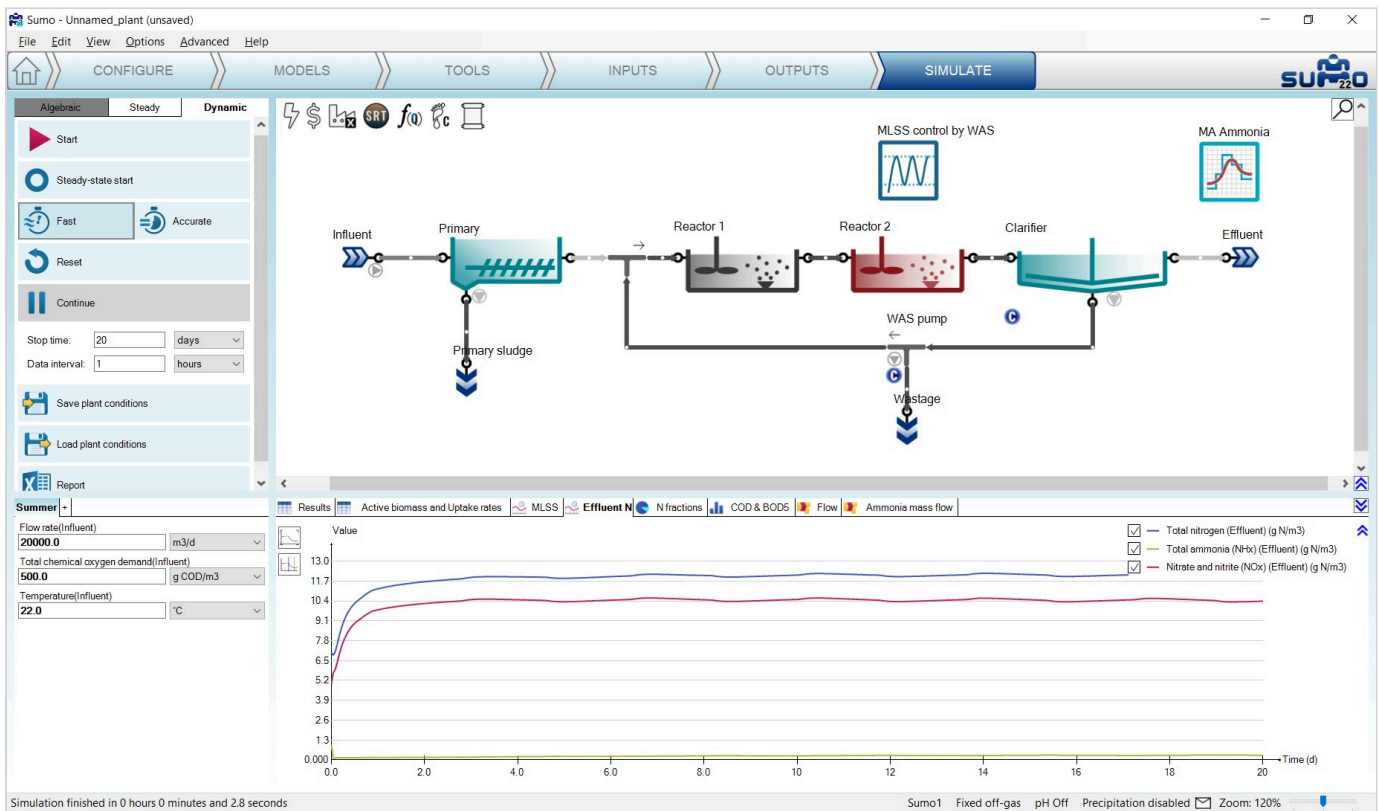 Sumo - Unnamed_plant (unsaved)
File Edit View Options Advanced Help
CONFIGURE MODELS TOOLS INPUTS OUTPUTS SIMULATE
SUMO 22
Algebraic Steady Dynamic
Start
Steady-state start
Fast Accurate
Reset
Continue
Stop time: 20 days
Data interval: 1 hours
Save plant conditions
Load plant conditions
Report
$ SRT f(Q) c
MLSS control by WAS
MA Ammonia
Influent
Primary
Reactor 1
Reactor 2
Clarifier
Effluent
WAS pump
C
C
Primary sludge
Wastage
Summer +
Flow rate(Influent)
20000.0 m3/d
Total chemical oxygen demand(Influent)
500.0 g COD/m3
Temperature(Influent)
22.0 °C
Results Active biomass and Uptake rates MLSS Effluent N N fractions COD & BOD5 Flow Ammonia mass flow
Value
Total nitrogen (Effluent) (g N/m3)
Total ammonia (NHx) (Effluent) (g N/m3)
Nitrate and nitrite (NOx) (Effluent) (g N/m3)
13.0
11.7
10.4
9.1
7.8
6.5
5.2
3.9
2.6
1.3
0.000
0.0 2.0 4.0 6.0 8.0 10 12 14 16 18 20
Time (d)
Simulation finished in 0 hours 0 minutes and 2.8 seconds
Sumo1 Fixed off-gas pH Off Precipitation disabled Zoom: 120%